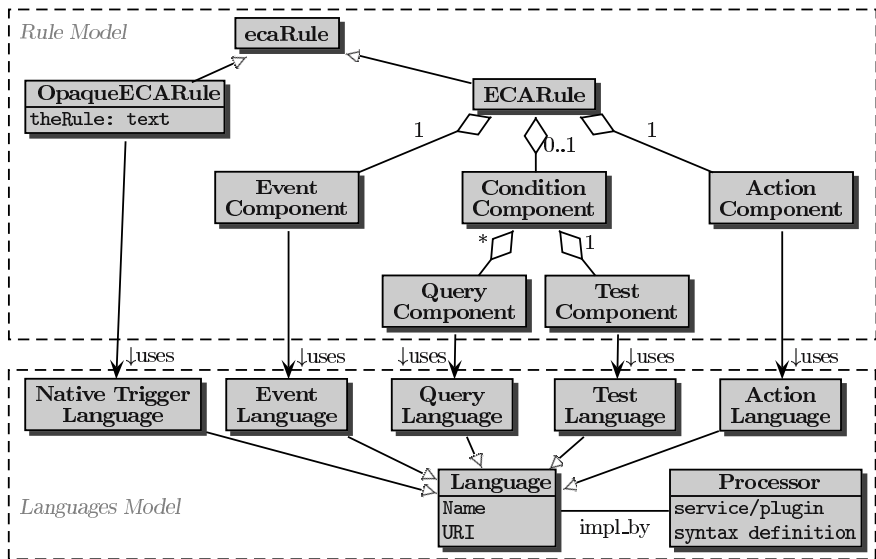 Rule Model
ecaRule
OpaqueECARule
theRule: text
ECARule
1
0..1
1
Event
Component
Condition
Component
Action
Component
*
1
Query
Component
Test
Component
↓uses
↓uses
↓uses
↓uses
↓uses
Native Trigger
Language
Event
Language
Query
Language
Test
Language
Action
Language
Languages Model
Language
Name
URI
impl_by
Processor
service/plugin
syntax definition